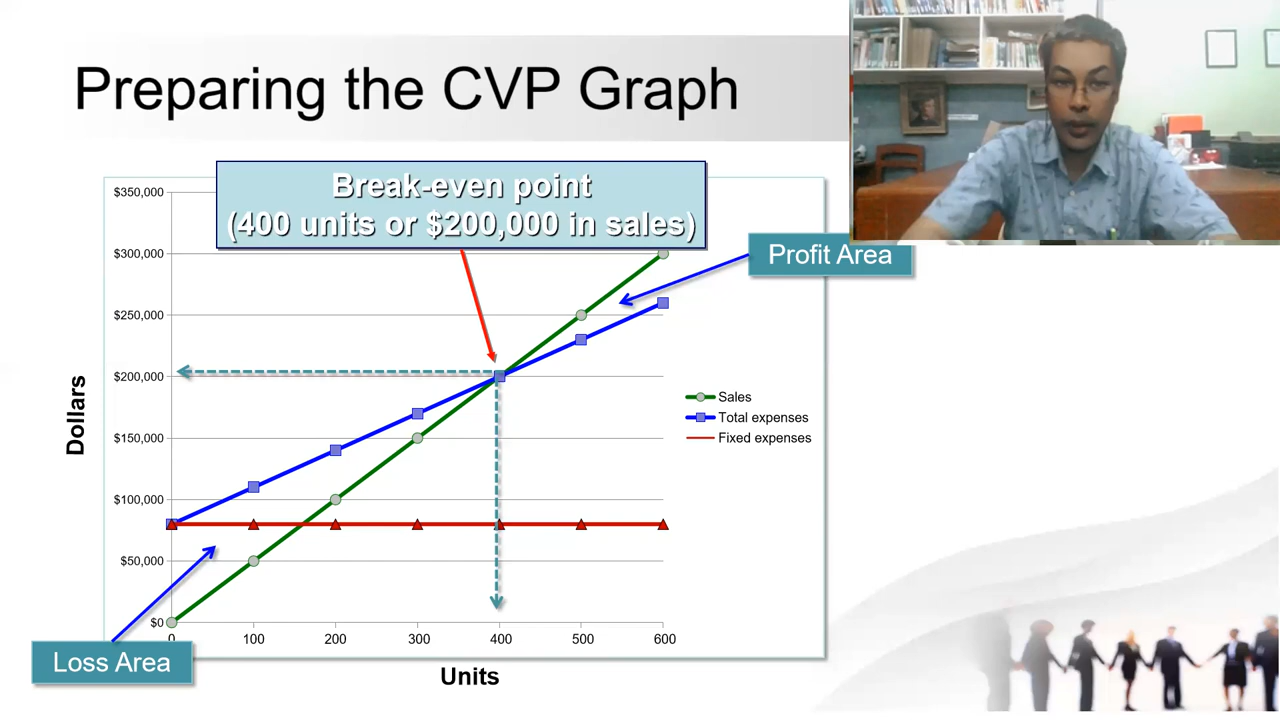 Preparing the CVP Graph
Break-even point
(400 units or $200,000 in sales)
Profit Area
$350,000
$300,000
$250,000
$200,000
$150,000
$100,000
$50,000
$0
Dollars
0
100
200
300
400
500
600
Units
Sales
Total expenses
Fixed expenses
Loss Area